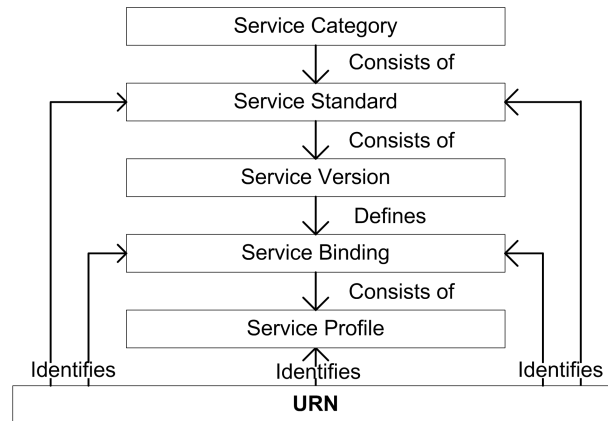 Service Category
Consists of
Service Standard
Consists of
Service Version
Defines
Service Binding
Consists of
Service Profile
Identifies
Identifies
Identifies
URN